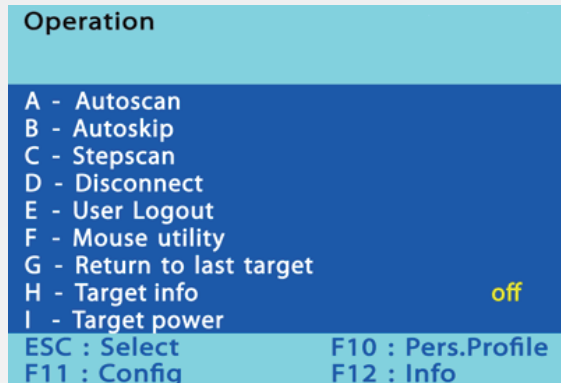 Operation
A - Autoscan
B - Autoskip
C - Stepscan
D - Disconnect
E - User Logout
F - Mouse utility
G - Return to last target
H - Target info off
I - Target power
ESC : Select F10 : Pers.Profile
F11 : Config F12 : Info